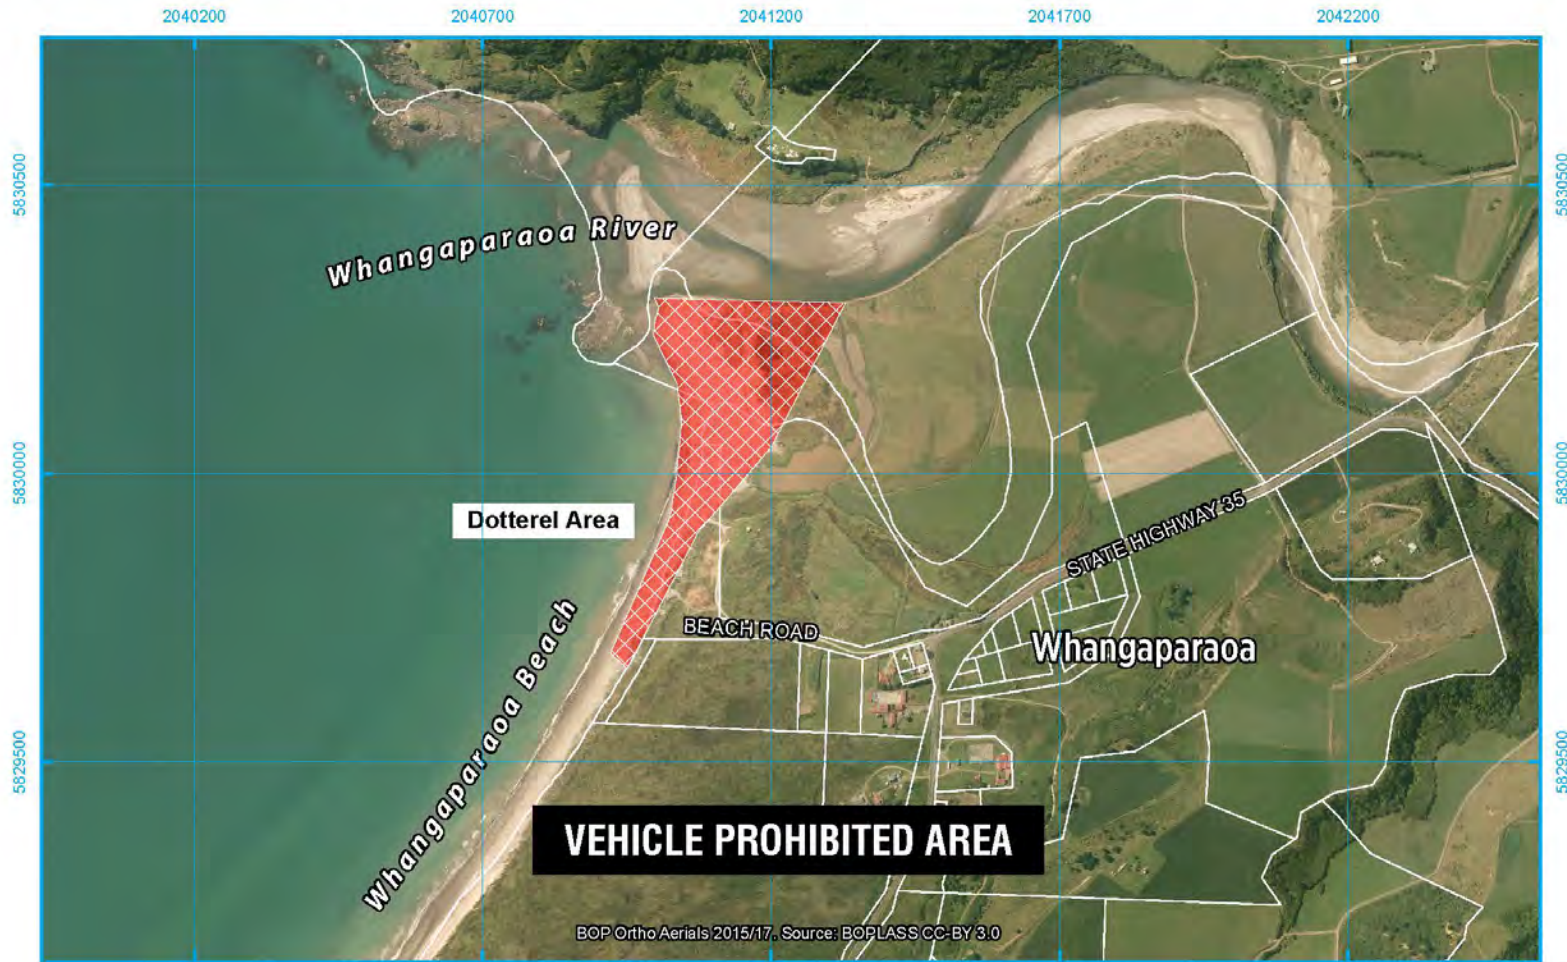 2040200 2040700 2041200 2041700 2042200
5830500 5830500
Whangaparaoa River
5830000 5830000
Dotterel Area
STATE HIGHWAY 35
BEACH ROAD
Whangaparaoa
Whangaparaoa Beach
5829500 5829500
VEHICLE PROHIBITED AREA
BOP Ortho Aerials 2015/17. Source: BOPLASS CC-BY 3.0